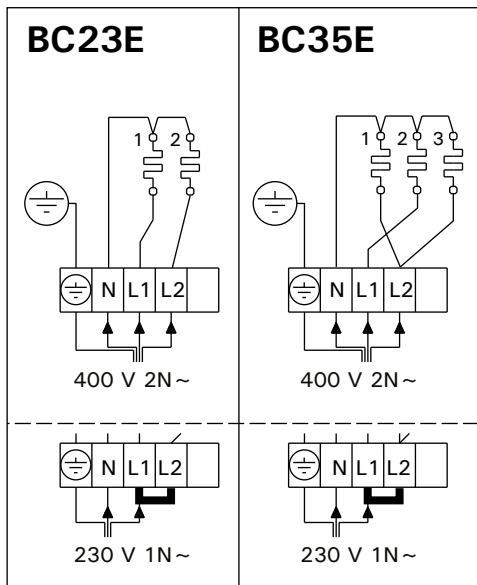 BC23E
1 2
N L1 L2
400 V 2N~
N L1 L2
230 V 1N~
BC35E
1 2 3
N L1 L2
400 V 2N~
N L1 L2
230 V 1N~